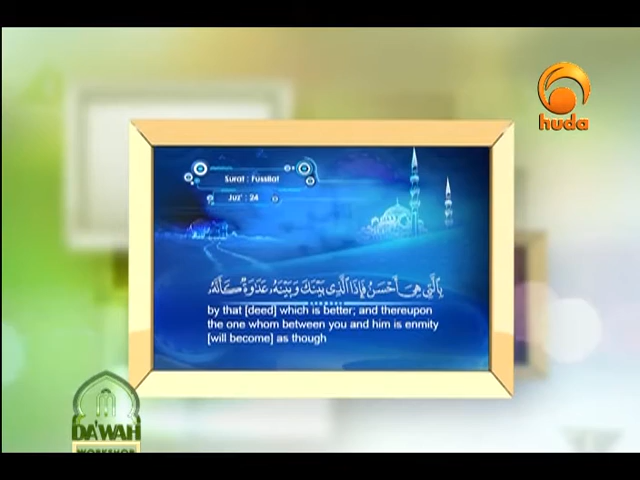 huda
Surat : Fussilat
Juz' : 24
بِالَّتِي هِيَ أَحْسَنُ فَإِذَا الَّذِي بَيْنَكَ وَبَيْنَهُ عَدَاوَةٌ كَأَنَّهُ
by that [deed] which is better; and thereupon
the one whom between you and him is enmity
[will become] as though
DA'WAH
WORKSHOP